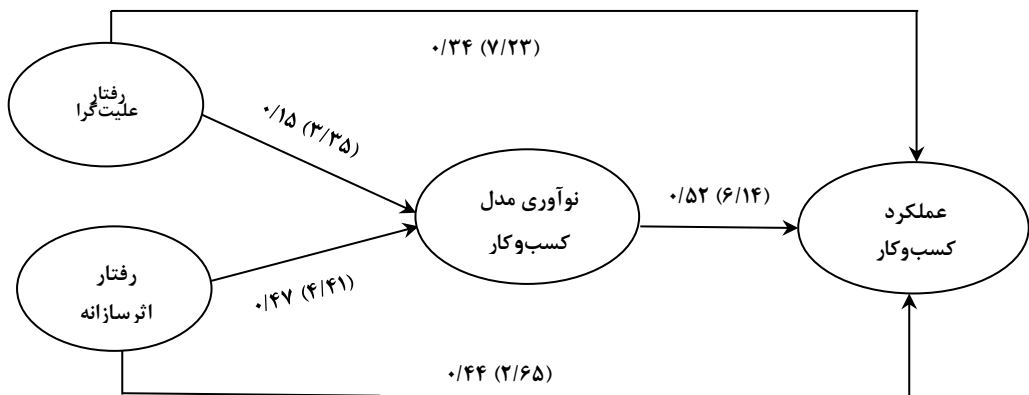 ۰/۳۴ (۷/۲۳)
رفتار
علیت‌گرا
۰/۱۵ (۳/۳۵)
نوآوری مدل
کسب‌وکار
۰/۵۲ (۶/۱۴)
عملکرد
کسب‌وکار
رفتار
اثرسازانه
۰/۴۷ (۴/۴۱)
۰/۴۴ (۲/۶۵)